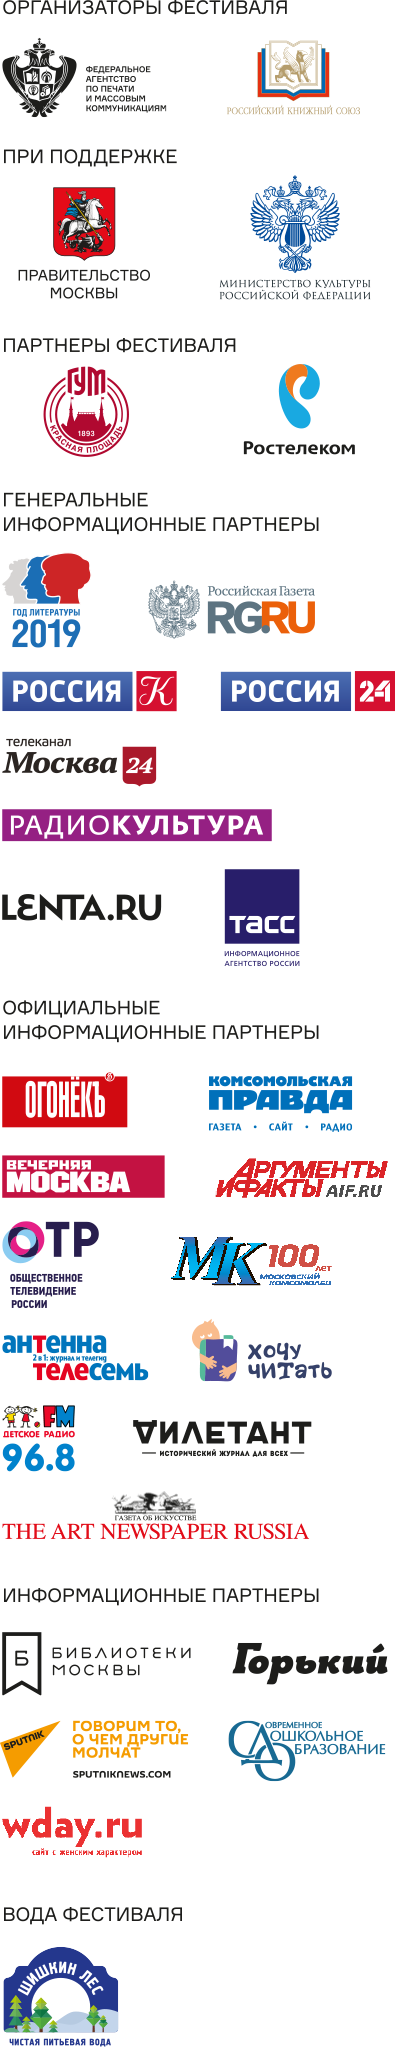 ОРГАНИЗАТОРЫ ФЕСТИВАЛЯ
ФЕДЕРАЛЬНОЕ
АГЕНТСТВО
ПО ПЕЧАТИ
И МАССОВЫМ
КОММУНИКАЦИЯМ
РОССИЙСКИЙ КНИЖНЫЙ СОЮЗ
ПРИ ПОДДЕРЖКЕ
ПРАВИТЕЛЬСТВО
МОСКВЫ
МИНИСТЕРСТВО КУЛЬТУРЫ
РОССИЙСКОЙ ФЕДЕРАЦИИ
ПАРТНЕРЫ ФЕСТИВАЛЯ
ГУМ
1893
КРАСНАЯ ПЛОЩАДЬ
Ростелеком
ГЕНЕРАЛЬНЫЕ
ИНФОРМАЦИОННЫЕ ПАРТНЕРЫ
ГОД ЛИТЕРАТУРЫ
2019
Российская Газета
RG.RU
РОССИЯ К
РОССИЯ 24
телеканал
Москва 24
РАДИОКУЛЬТУРА
LENTA.RU
ТАСС
ИНФОРМАЦИОННОЕ
АГЕНТСТВО РОССИИ
ОФИЦИАЛЬНЫЕ
ИНФОРМАЦИОННЫЕ ПАРТНЕРЫ
ОГОНЁКЪ
КОМСОМОЛЬСКАЯ
ПРАВДА
ГАЗЕТА • САЙТ • РАДИО
ВЕЧЕРНЯЯ
МОСКВА
АРГУМЕНТЫ
И ФАКТЫ AIF.RU
ОТР
ОБЩЕСТВЕННОЕ
ТЕЛЕВИДЕНИЕ
РОССИИ
МК 100 лет
МОСКОВСКИЙ
КОМСОМОЛЕЦ
антенна
2 в 1: журнал и телегид
телесемь
хочу
читать
.FM
ДЕТСКОЕ РАДИО
96.8
ДИЛЕТАНТ
ИСТОРИЧЕСКИЙ ЖУРНАЛ ДЛЯ ВСЕХ
ГАЗЕТА ОБ ИСКУССТВЕ
THE ART NEWSPAPER RUSSIA
ИНФОРМАЦИОННЫЕ ПАРТНЕРЫ
Б
БИБЛИОТЕКИ
МОСКВЫ
Горький
SPUTNIK
ГОВОРИМ ТО,
О ЧЕМ ДРУГИЕ
МОЛЧАТ
SPUTNIKNEWS.COM
СОВРЕМЕННОЕ
ДОШКОЛЬНОЕ
ОБРАЗОВАНИЕ
wday.ru
сайт с женским характером
ВОДА ФЕСТИВАЛЯ
ШИШКИН ЛЕС
ЧИСТАЯ ПИТЬЕВАЯ ВОДА